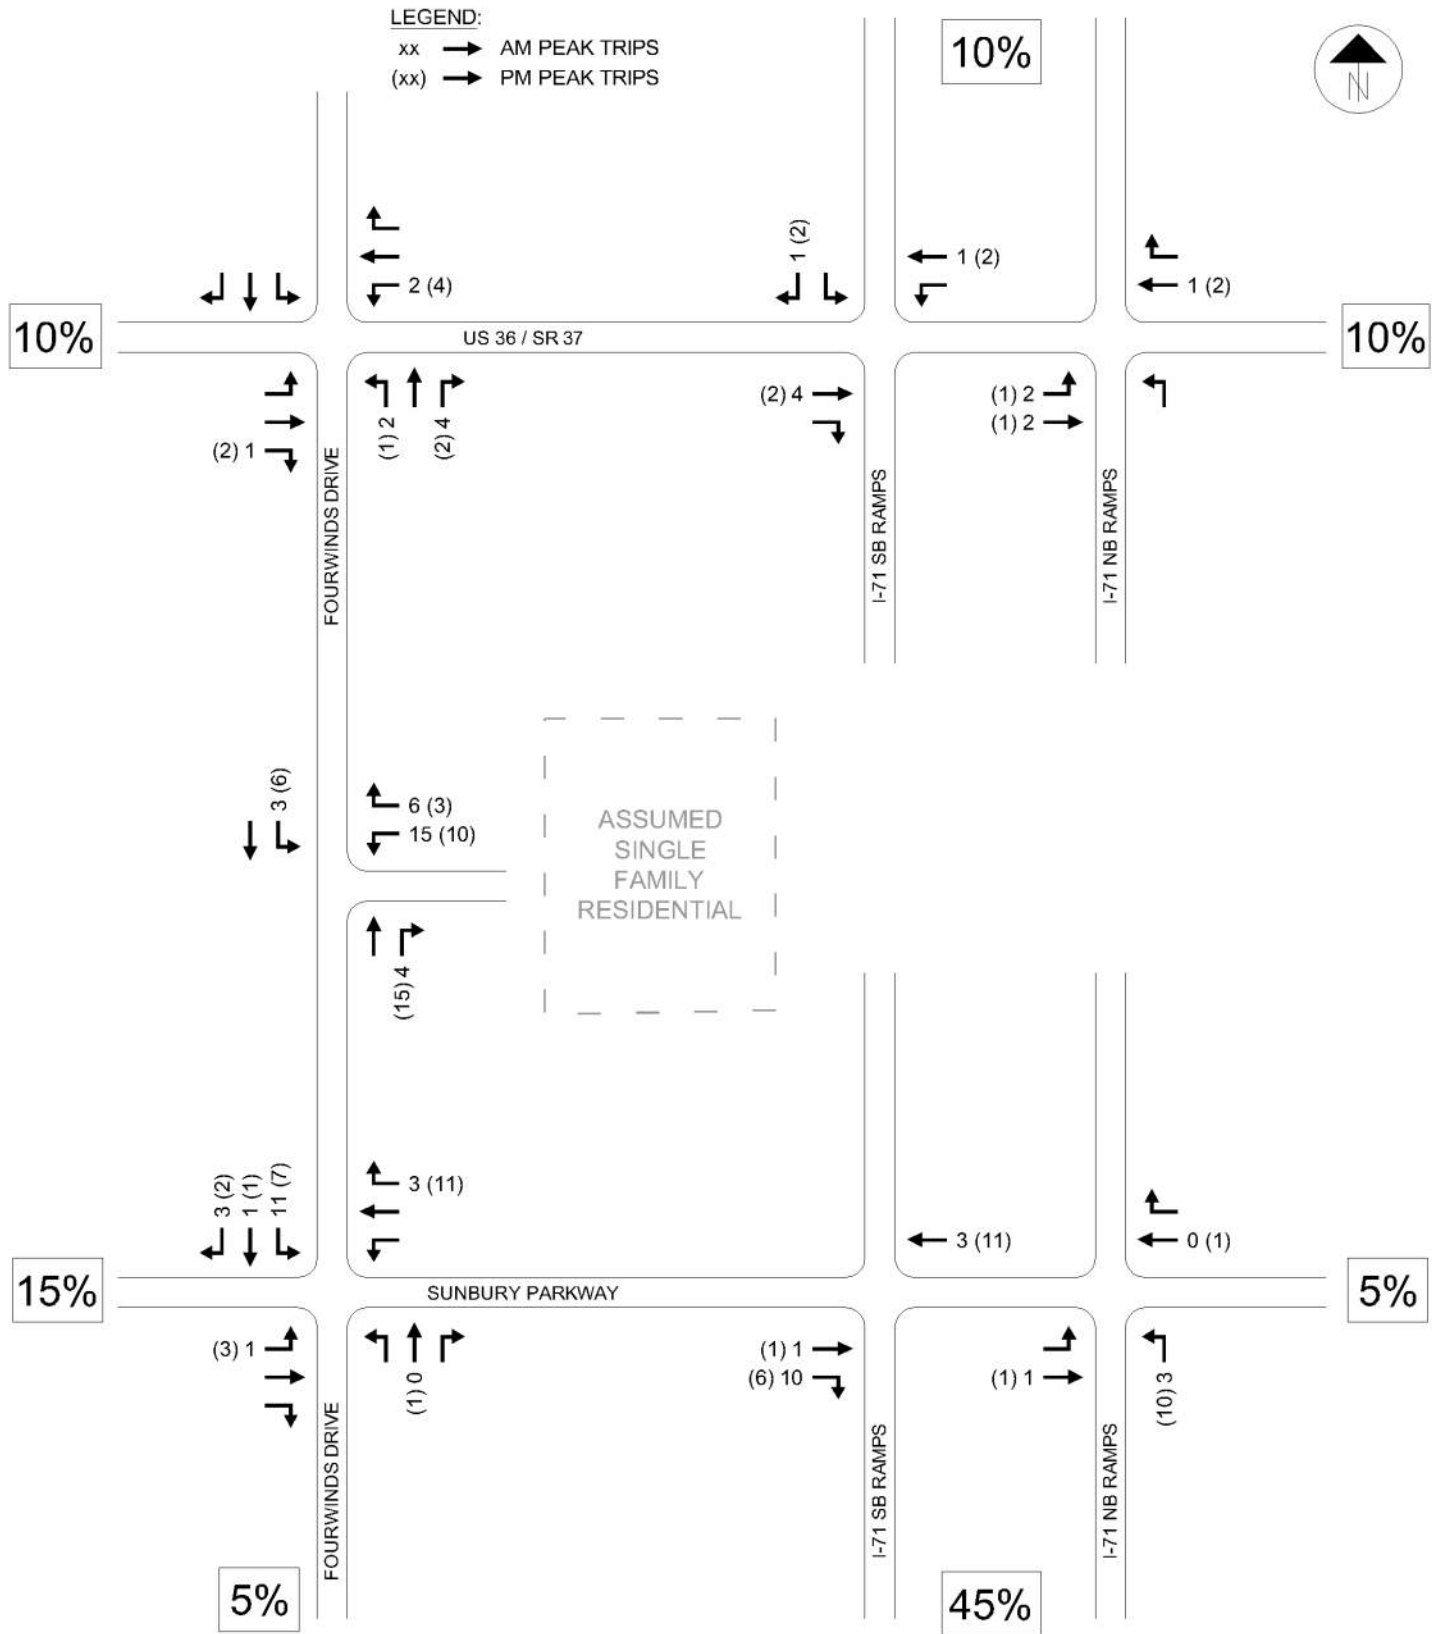 LEGEND:
xx AM PEAK TRIPS
(xx) PM PEAK TRIPS
10%
N
1 (2)
1 (2)
2 (4)
1 (2)
10%
US 36 / SR 37
10%
(2) 4
(1) 2
(1) 2
(2) 1
(1) 2
(2) 4
FOURWINDS DRIVE
I-71 SB RAMPS
I-71 NB RAMPS
3 (6)
6 (3)
15 (10)
ASSUMED
SINGLE
FAMILY
RESIDENTIAL
(15) 4
3 (2)
1 (1)
11 (7)
3 (11)
3 (11)
0 (1)
15%
SUNBURY PARKWAY
5%
(3) 1
(1) 0
(1) 1
(6) 10
(1) 1
(10) 3
FOURWINDS DRIVE
I-71 SB RAMPS
I-71 NB RAMPS
5%
45%